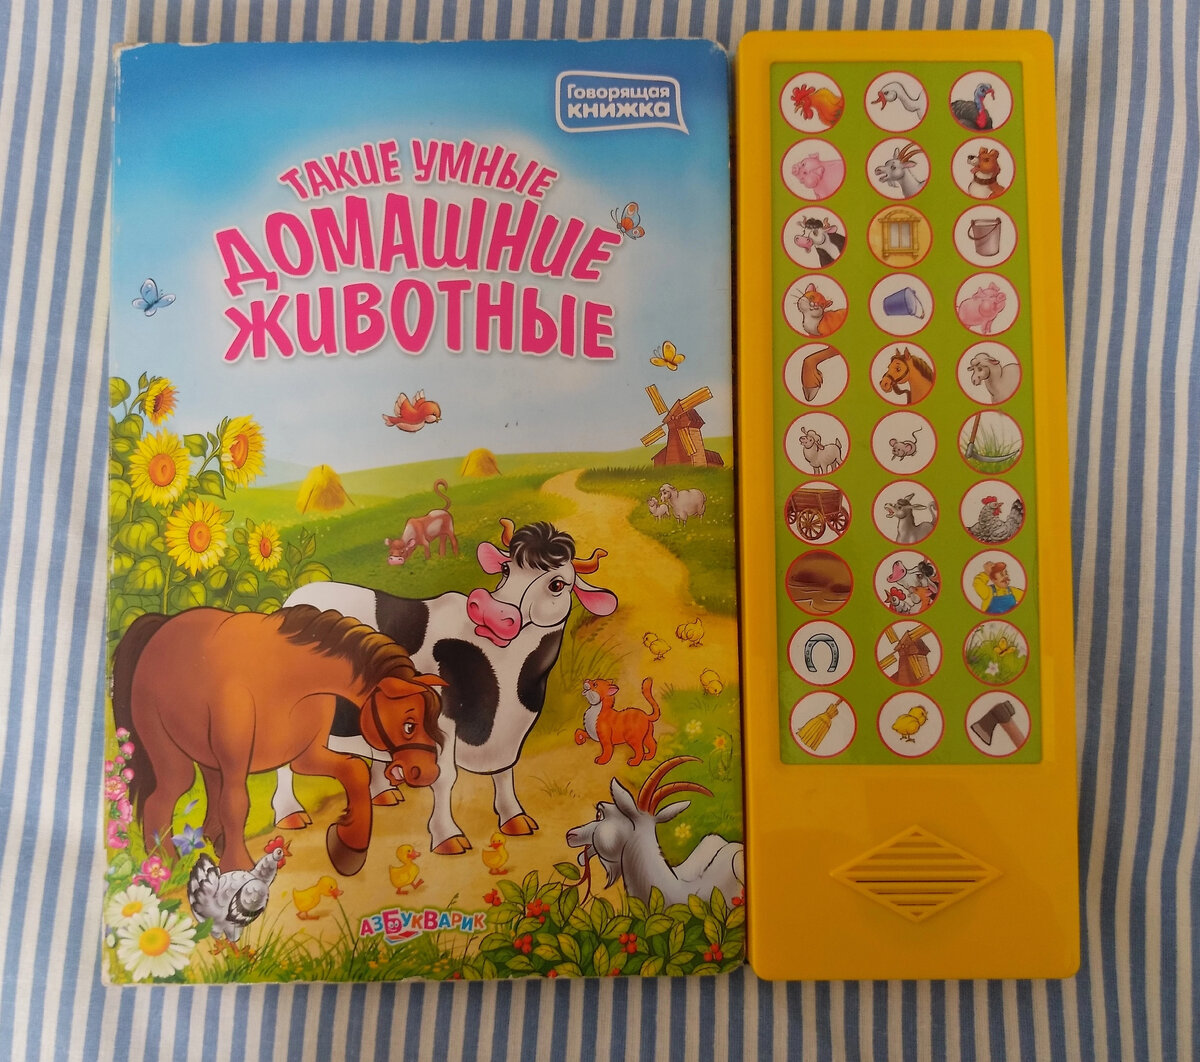 Говорящая
книжка
ТАКИЕ УМНЫЕ
ДОМАШНИЕ
ЖИВОТНЫЕ
АЗБУКВАРИК